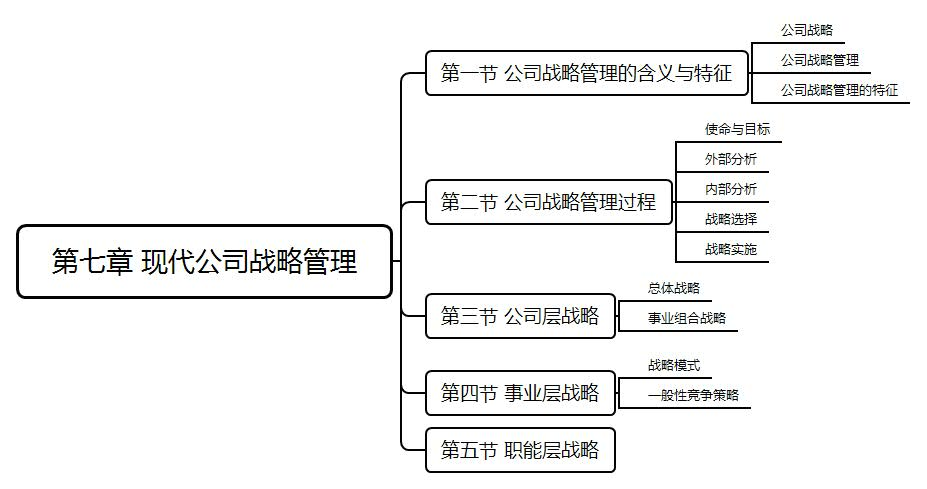 第七章 现代公司战略管理
第一节 公司战略管理的含义与特征
公司战略
公司战略管理
公司战略管理的特征
第二节 公司战略管理过程
使命与目标
外部分析
内部分析
战略选择
战略实施
第三节 公司层战略
总体战略
事业组合战略
第四节 事业层战略
战略模式
一般性竞争策略
第五节 职能层战略